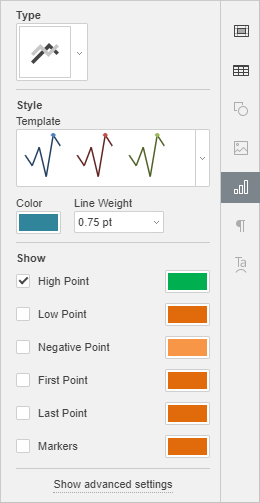 Type
Style
Template
Color Line Weight
0.75 pt
Show
High Point
Low Point
Negative Point
First Point
Last Point
Markers
Show advanced settings
¶
Ta